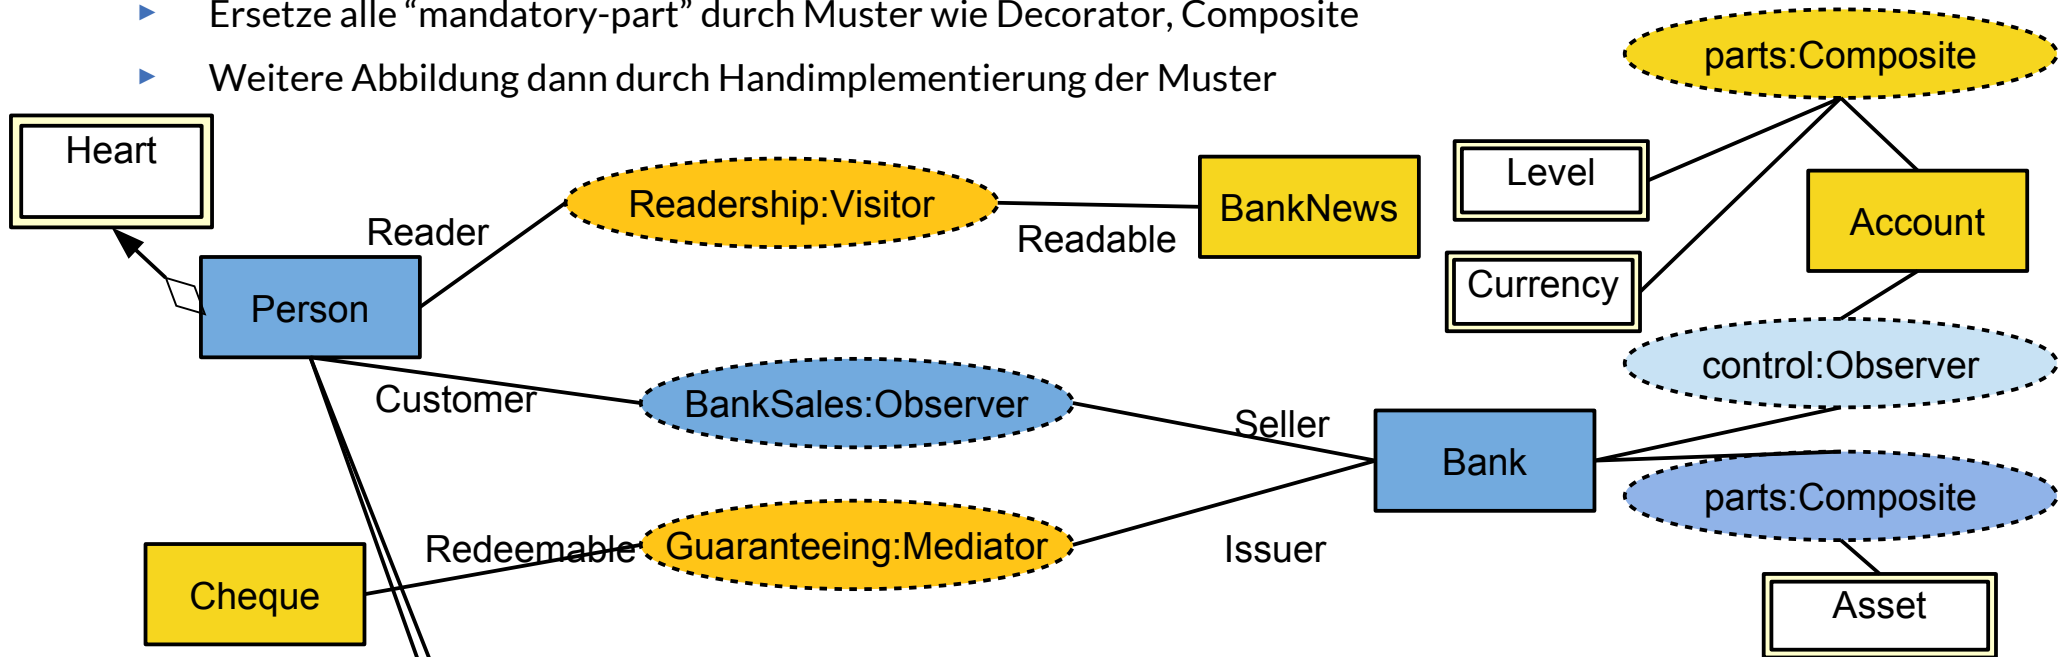 ► Ersetze alle “mandatory-part” durch Muster wie Decorator, Composite
► Weitere Abbildung dann durch Handimplementierung der Muster
parts:Composite
Heart
Level
Readership:Visitor
BankNews
Account
Reader
Readable
Currency
Person
control:Observer
Customer
BankSales:Observer
Seller
Bank
parts:Composite
Redeemable
Guaranteeing:Mediator
Issuer
Cheque
Asset